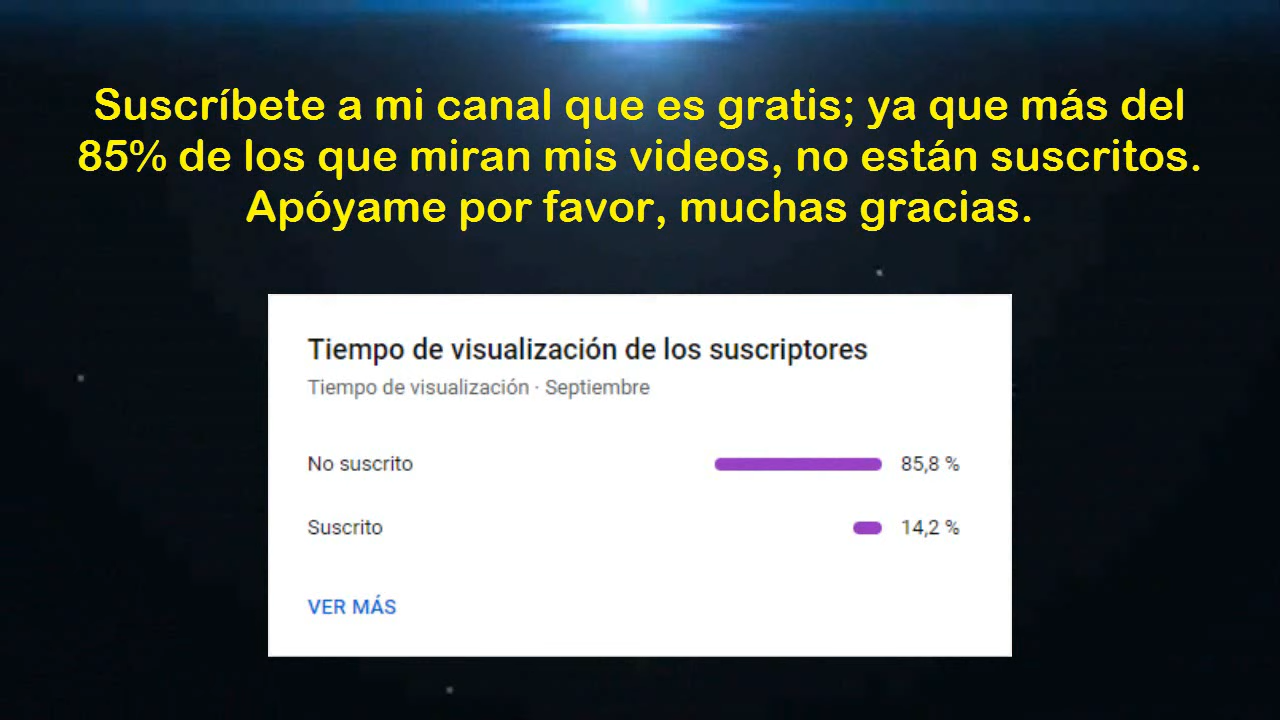 Suscríbete a mi canal que es gratis; ya que más del
85% de los que miran mis videos, no están suscritos.
Apóyame por favor, muchas gracias.
Tiempo de visualización de los suscriptores
Tiempo de visualización · Septiembre
No suscrito 85,8 %
Suscrito 14,2 %
VER MÁS